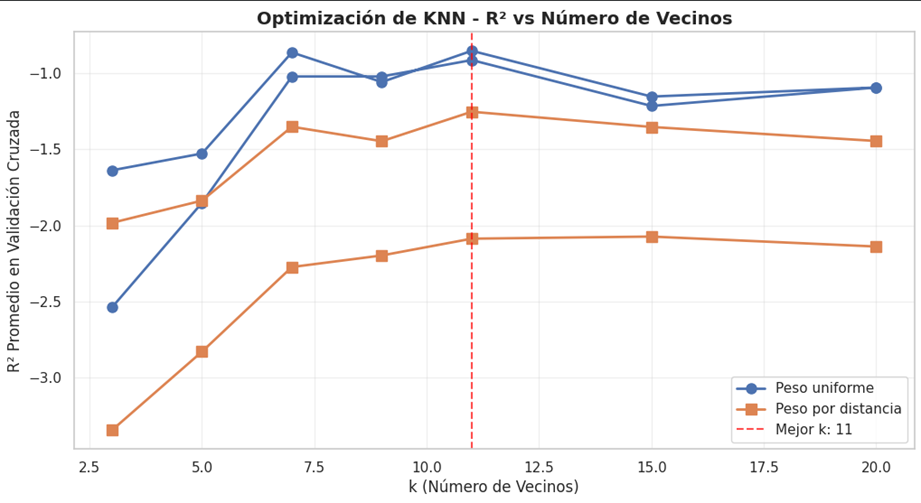 Optimización de KNN - R² vs Número de Vecinos
R² Promedio en Validación Cruzada
−1.0
−1.5
−2.0
−2.5
−3.0
Peso uniforme
Peso por distancia
Mejor k: 11
2.5 5.0 7.5 10.0 12.5 15.0 17.5 20.0
k (Número de Vecinos)